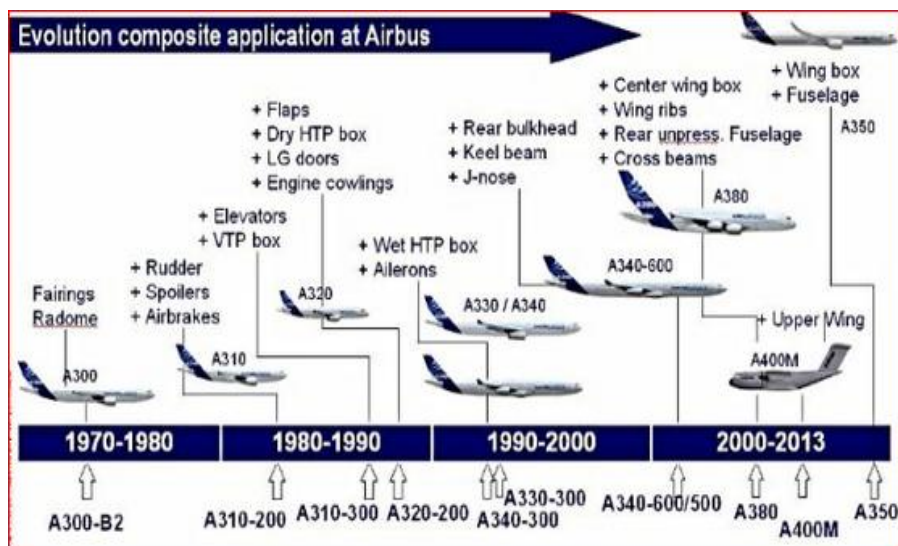 Evolution composite application at Airbus
+ Wing box
+ Fuselage
A350
+ Center wing box
+ Wing ribs
+ Rear unpress. Fuselage
+ Cross beams
A380
+ Flaps
+ Dry HTP box
+ LG doors
+ Engine cowlings
+ Rear bulkhead
+ Keel beam
+ J-nose
+ Elevators
+ VTP box
+ Wet HTP box
+ Ailerons
+ Rudder
+ Spoilers
+ Airbrakes
Fairings
Radome
A300
A310
A320
A330 / A340
A340-600
+ Upper Wing
A400M
1970-1980
1980-1990
1990-2000
2000-2013
A300-B2
A310-200
A310-300
A320-200
A330-300
A340-300
A340-600/500
A380
A400M
A350